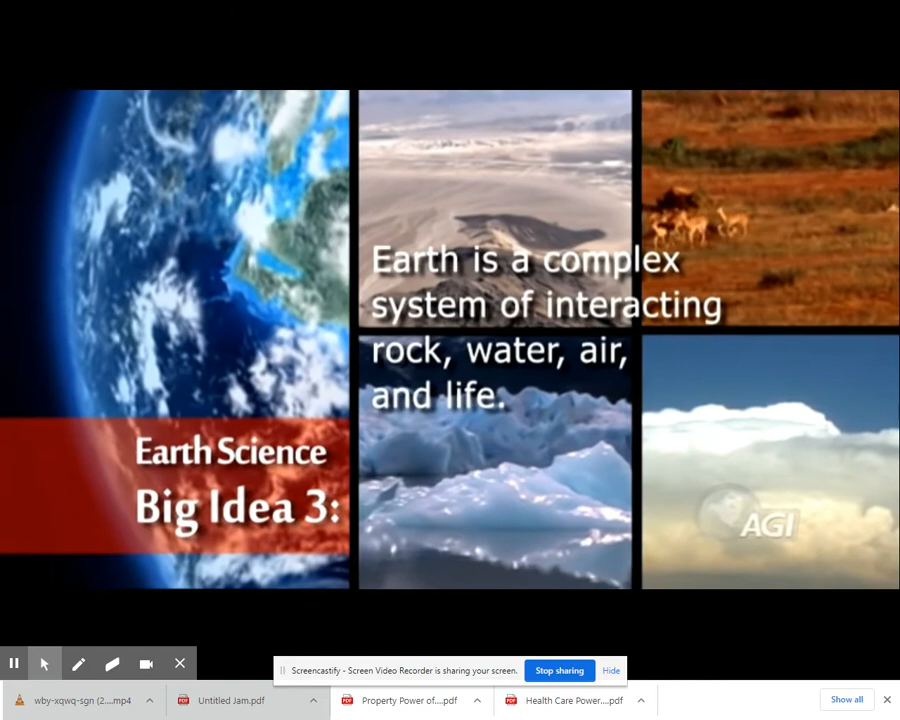 Earth is a complex
system of interacting
rock, water, air,
and life.
Earth Science
Big Idea 3:
AGI
Screencastify - Screen Video Recorder is sharing your screen.
Stop sharing
Hide
wby-xqwq-sgn (2....mp4
Untitled Jam.pdf
Property Power of....pdf
Health Care Power....pdf
Show all